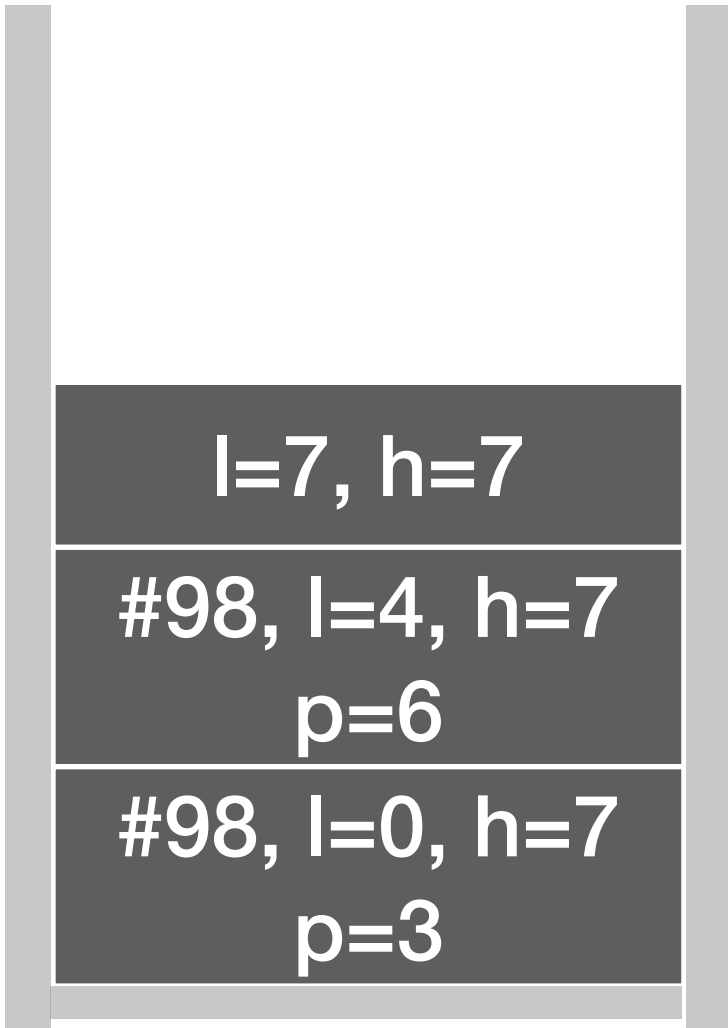 l=7, h=7
#98, l=4, h=7
p=6
#98, l=0, h=7
p=3